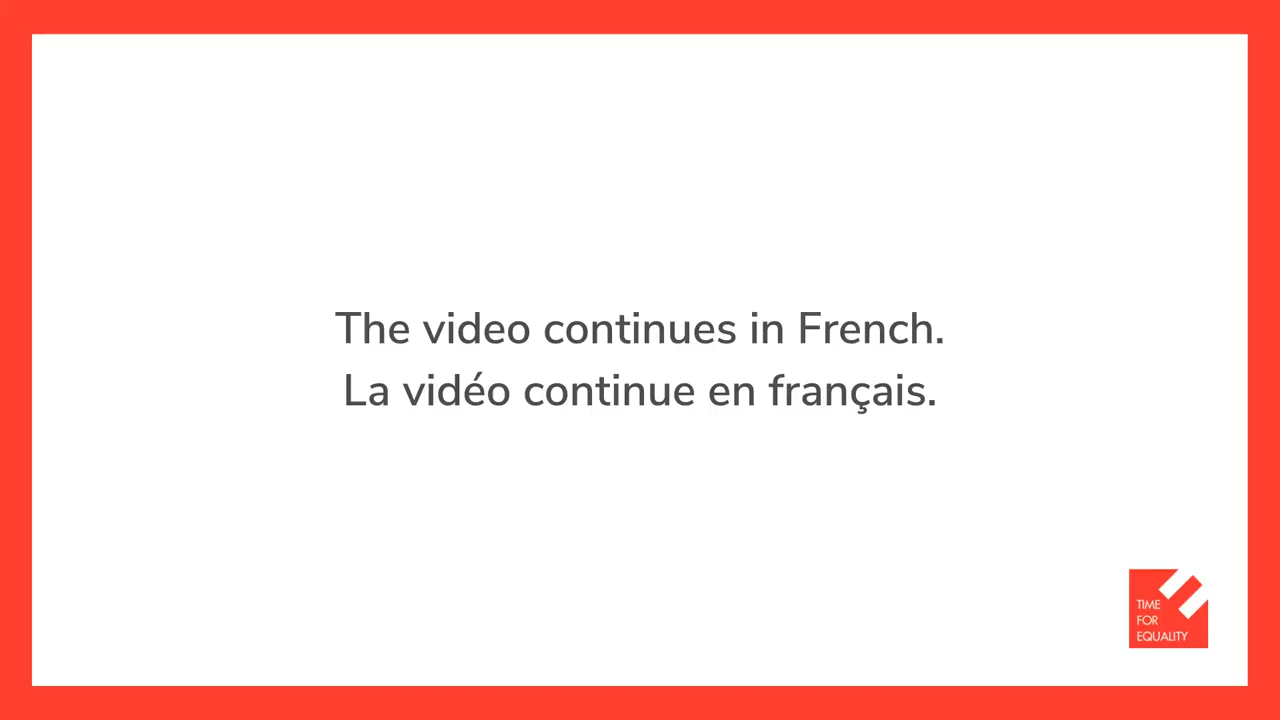 The video continues in French.
La vidéo continue en français.
TIME
FOR
EQUALITY